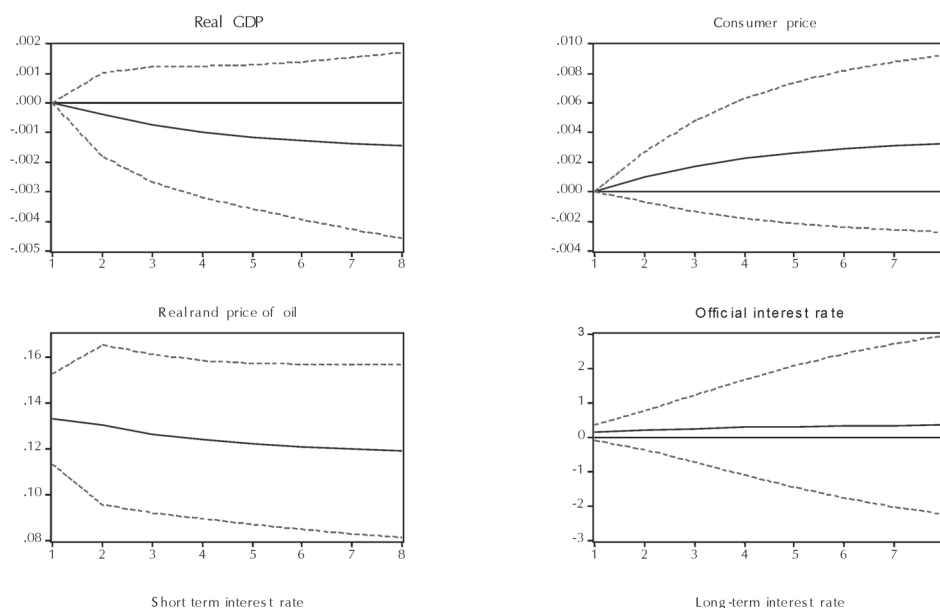 Real GDP
.002
.001
.000
-.001
-.002
-.003
-.004
-.005
1 2 3 4 5 6 7 8
Consumer price
.010
.008
.006
.004
.002
.000
-.002
-.004
1 2 3 4 5 6 7
Realrand price of oil
.16
.14
.12
.10
.08
1 2 3 4 5 6 7 8
Official interest rate
3
2
1
0
-1
-2
-3
1 2 3 4 5 6 7
Short term interest rate
Long-term interest rate